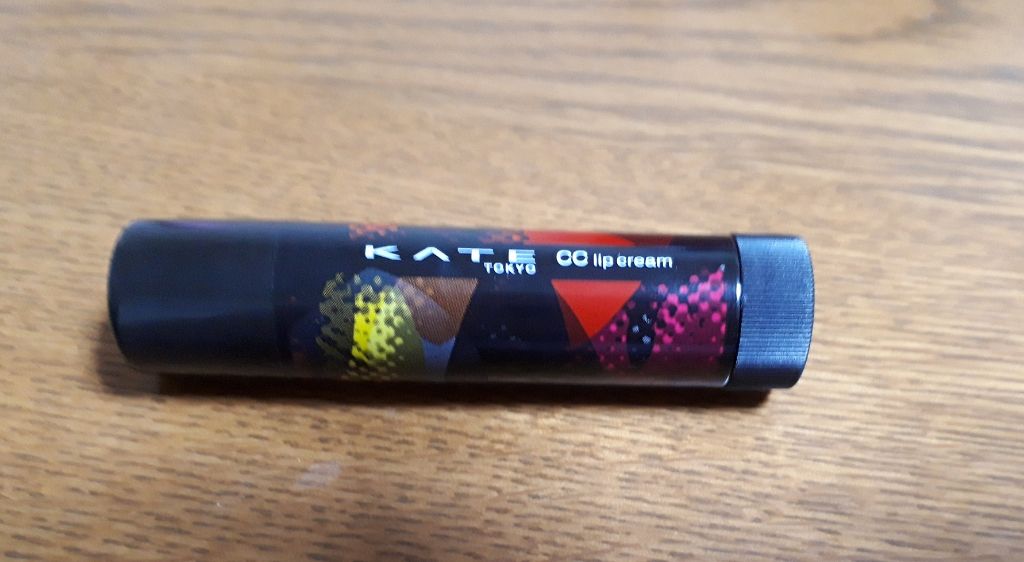 KATE CC lip cream
TOKYO